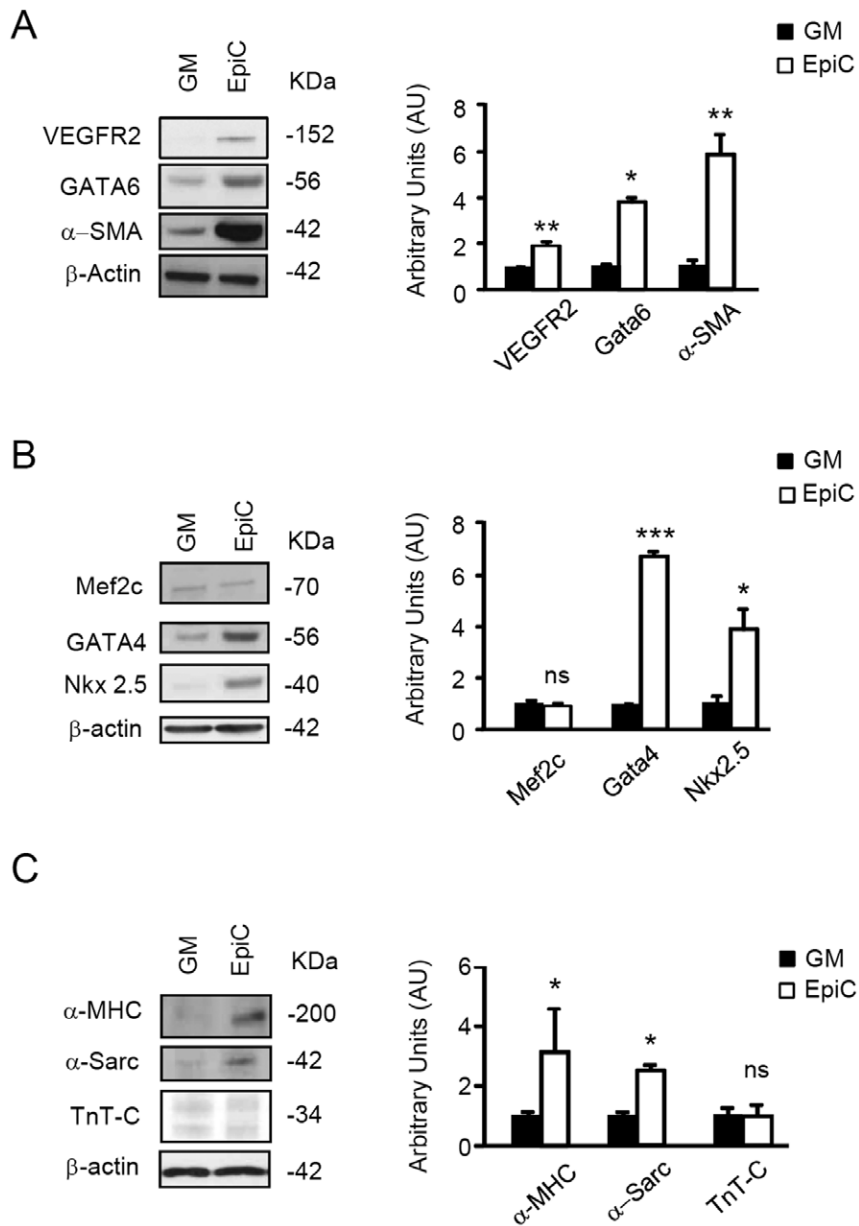 A
GM
EpiC
KDa
VEGFR2
-152
GATA6
-56
α–SMA
-42
β-Actin
-42
GM
EpiC
Arbitrary Units (AU)
8
6
4
2
0
**
*
**
VEGFR2
Gata6
α-SMA
B
GM
EpiC
KDa
Mef2c
-70
GATA4
-56
Nkx 2.5
-40
β-actin
-42
GM
EpiC
Arbitrary Units (AU)
8
6
4
2
0
ns
***
*
Mef2c
Gata4
Nkx2.5
C
GM
EpiC
KDa
α-MHC
-200
α-Sarc
-42
TnT-C
-34
β-actin
-42
GM
EpiC
Arbitrary Units (AU)
6
4
2
0
*
*
ns
α-MHC
α–Sarc
TnT-C